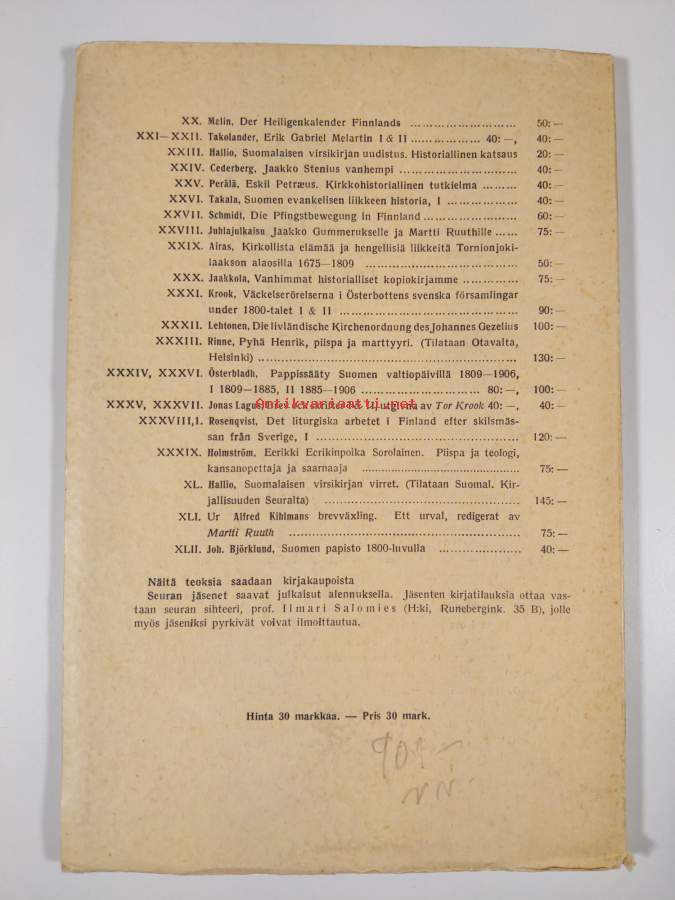 XX. Melin, Der Heiligenkalender Finnlands ........................ 50: —
XXI—XXII. Takolander, Erik Gabriel Melartin I & II ............... 40: —, 40: —
XXIII. Hallio, Suomalaisen virsikirjan uudistus. Historiallinen katsaus 20: —
XXIV. Cederberg, Jaakko Stenius vanhempi ........................... 40: —
XXV. Perälä, Eskil Petræus. Kirkkohistoriallinen tutkielma ........ 40: —
XXVI. Takala, Suomen evankelisen liikkeen historia, I ................. 40: —
XXVII. Schmidt, Die Pfingstbewegung in Finnland ..................... 60: —
XXVIII. Juhlajulkaisu Jaakko Gummerukselle ja Martti Ruuthille ..... 75: —
XXIX. Airas, Kirkollista elämää ja hengellisiä liikkeitä Tornionjoki-
laakson alaosilla 1675—1809 ................................... 50: —
XXX. Jaakkola, Vanhimmat historialliset kopiokirjamme ............. 75: —
XXXI. Krook, Väckelserörelserna i Österbottens svenska församlingar
under 1800-talet I & II ........................................ 90: —
XXXII. Lehtonen, Die livländische Kirchenordnung des Johannes Gezelius 100: —
XXXIII. Rinne, Pyhä Henrik, piispa ja marttyyri. (Tilataan Otavalta,
Helsinki) ........................................................... 130: —
XXXIV, XXXVI. Österbladh, Pappissääty Suomen valtiopäivillä 1809—1906,
I 1809—1885, II 1885—1906 ........................... 80: —, 100: —
XXXV, XXXVII. Jonas Lagus, utgivna av Tor Krook 40: —, 40: —
Antikvariaatti.net
XXXVIII,1. Rosenqvist, Det liturgiska arbetet i Finland efter skilsmäs-
san från Sverige, I .............................................. 120: —
XXXIX. Holmström, Eerikki Eerikinpoika Sorolainen. Piispa ja teologi,
kansanopettaja ja saarnaaja ..................................... 75: —
XL. Hallio, Suomalaisen virsikirjan virret. (Tilataan Suomal. Kir-
jallisuuden Seuralta) ............................................ 145: —
XLI. Ur Alfred Kihlmans brevväxling. Ett urval, redigerat av
Martti Ruuth ...................................................... 75: —
XLII. Joh. Björklund, Suomen papisto 1800-luvulla .................... 40: —
Näitä teoksia saadaan kirjakaupoista
Seuran jäsenet saavat julkaisut alennuksella. Jäsenten kirjatilauksia ottaa vas-
taan seuran sihteeri, prof. Ilmari Salomies (H:ki, Runebergink. 35 B), jolle
myös jäseniksi pyrkivät voivat ilmoittautua.
Hinta 30 markkaa. — Pris 30 mark.